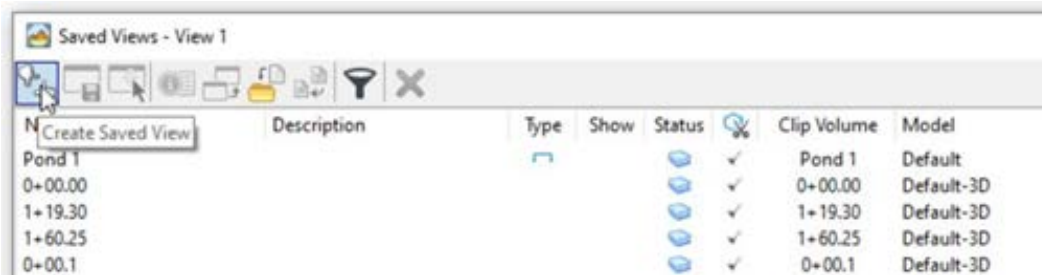 Saved Views - View 1
N
Create Saved View
Description Type Show Status Clip Volume Model
Pond 1 Pond 1 Default
0+00.00 0+00.00 Default-3D
1+19.30 1+19.30 Default-3D
1+60.25 1+60.25 Default-3D
0+00.1 0+00.1 Default-3D